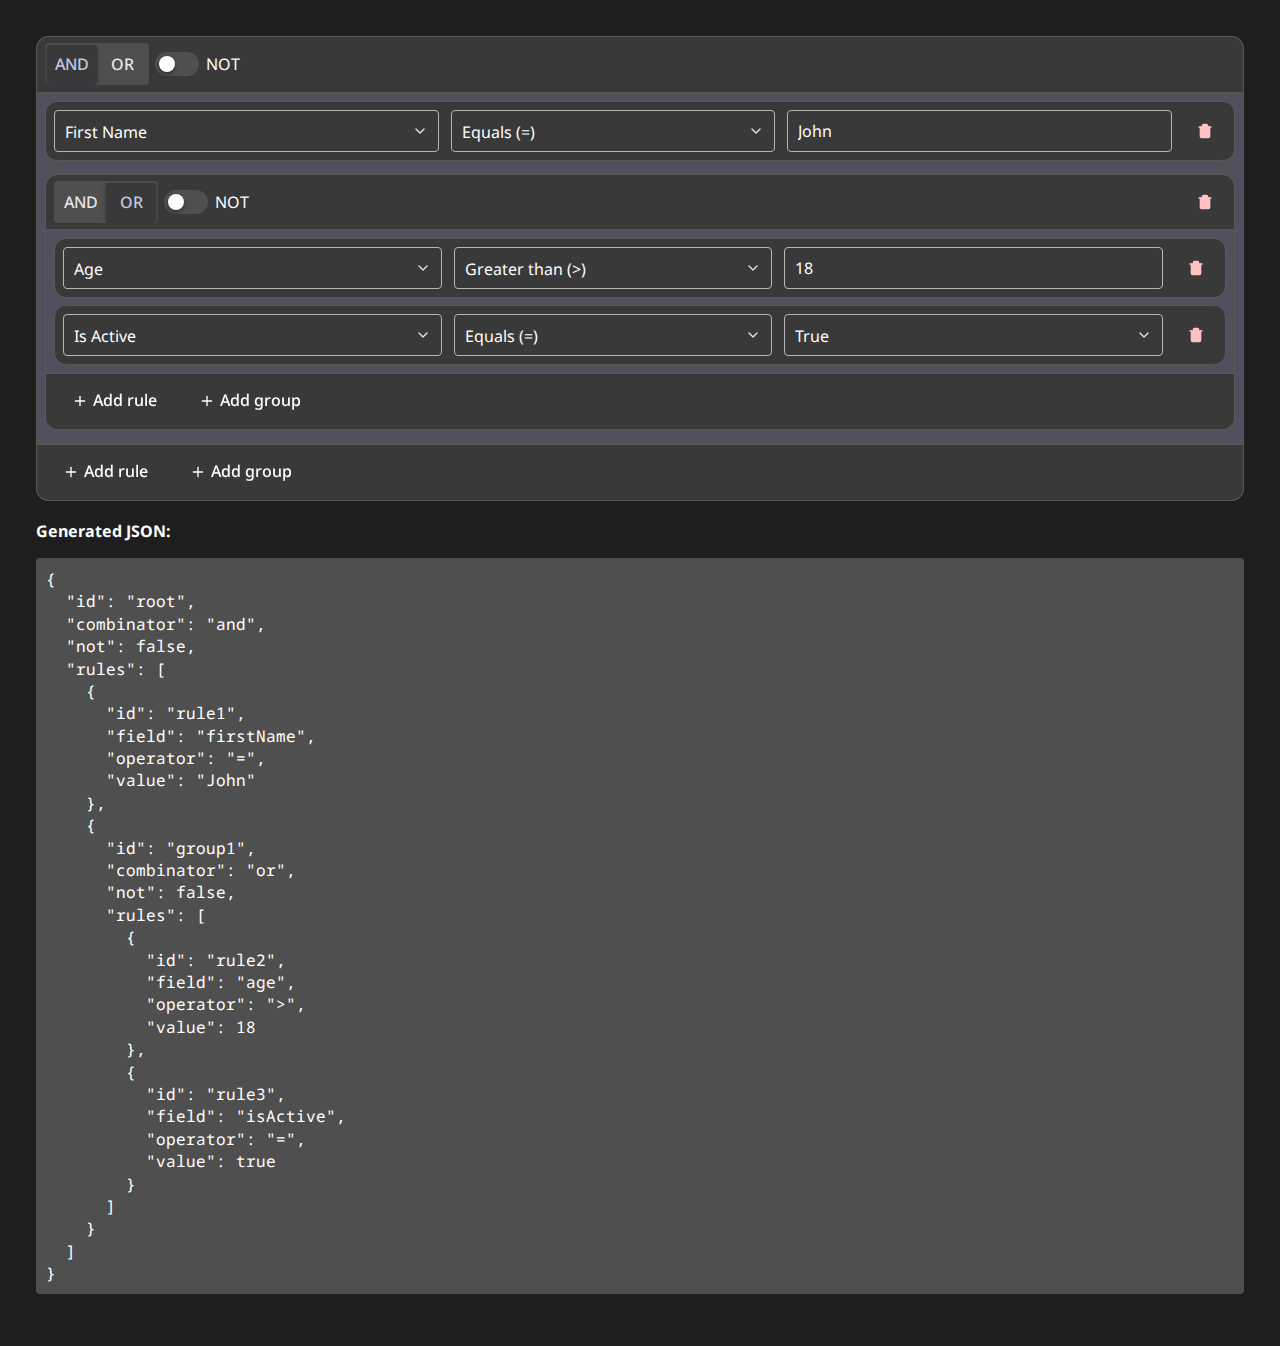 AND OR NOT
First Name Equals (=) John
AND OR NOT
Age Greater than (>) 18
Is Active Equals (=) True
+ Add rule + Add group
+ Add rule + Add group
Generated JSON:
{
  "id": "root",
  "combinator": "and",
  "not": false,
  "rules": [
    {
      "id": "rule1",
      "field": "firstName",
      "operator": "=",
      "value": "John"
    },
    {
      "id": "group1",
      "combinator": "or",
      "not": false,
      "rules": [
        {
          "id": "rule2",
          "field": "age",
          "operator": ">",
          "value": 18
        },
        {
          "id": "rule3",
          "field": "isActive",
          "operator": "=",
          "value": true
        }
      ]
    }
  ]
}